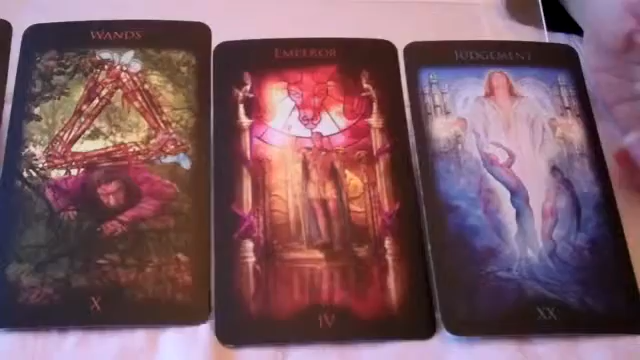 WANDS
X
EMPEROR
IV
JUDGEMENT
XX